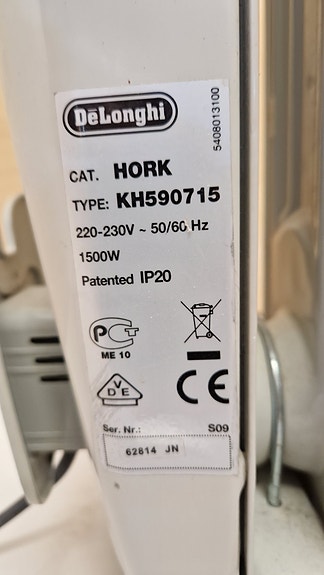 DeLonghi
5408013100
CAT. HORK
TYPE: KH590715
220-230V ~ 50/60 Hz
1500W
Patented IP20
PCT
ME 10
VDE
CE
Ser. Nr.: S09
62814 JN